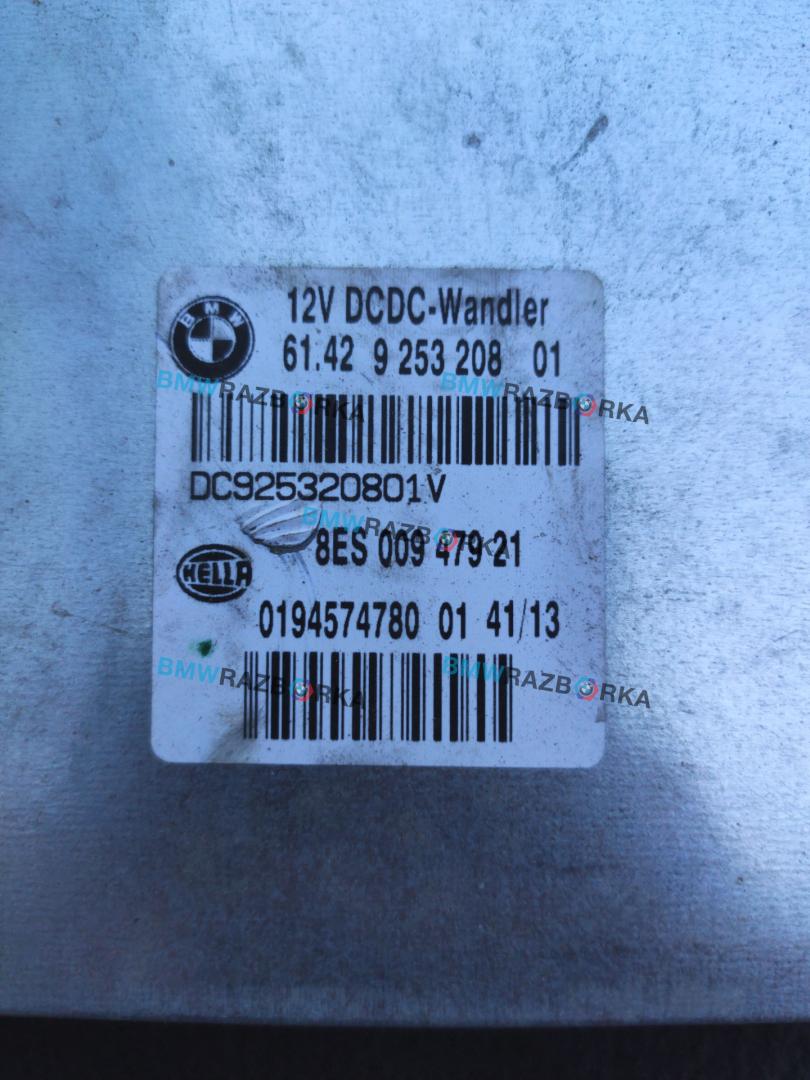 BMW
12V DCDC-Wandler
61.42 9 253 208 01
BMWRAZBORKA BMWRAZBORKA
DC925320801V
BMWRAZBORKA
8ES 009 479 21
HELLA
0194574780 01 41/13
BMWRAZBORKA BMWRAZBORKA